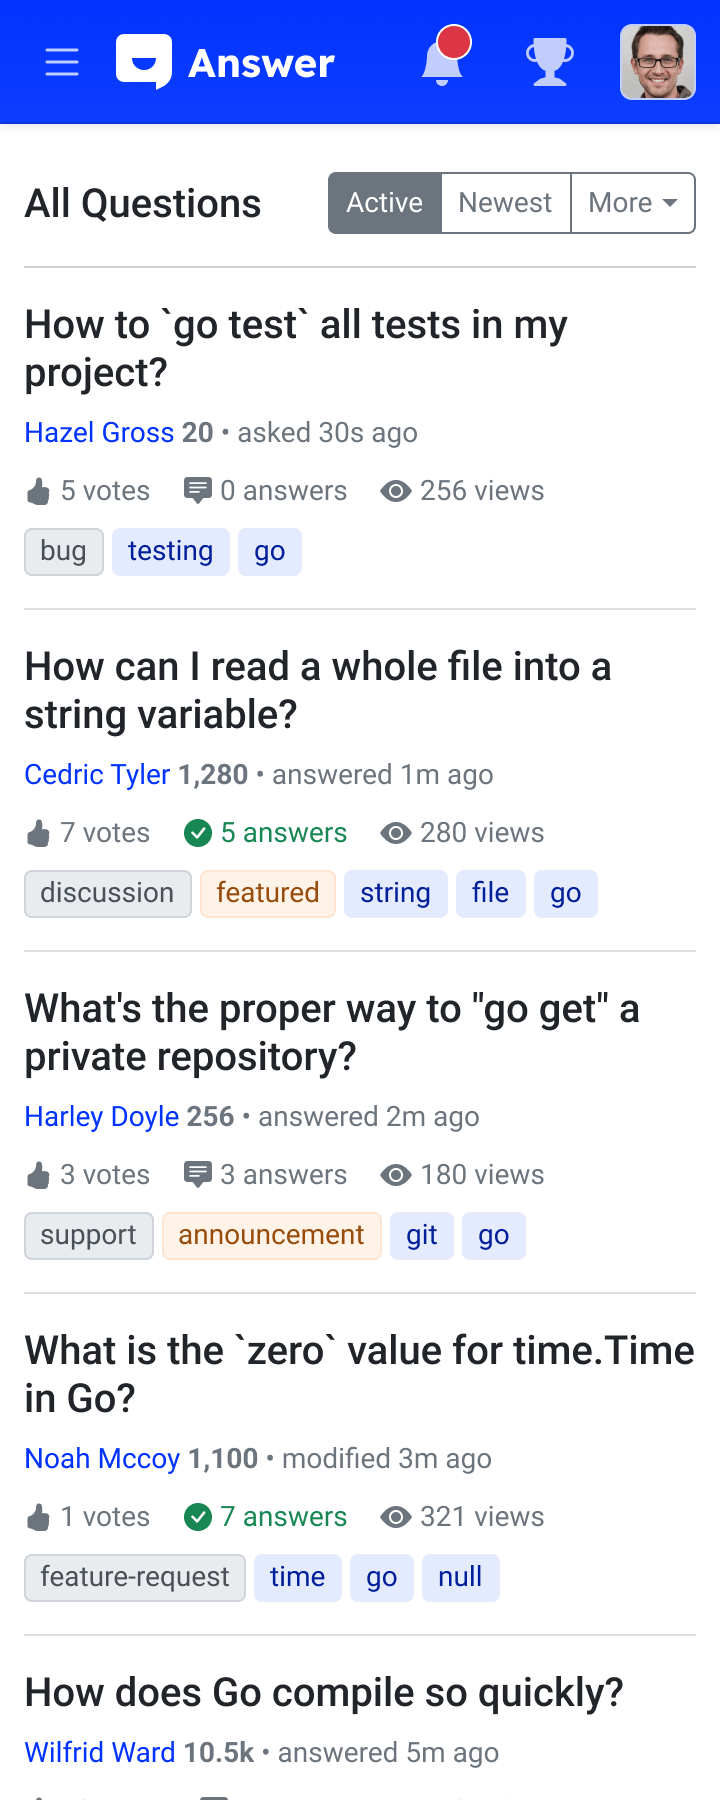 Answer
All Questions
Active Newest More
How to `go test` all tests in my
project?
Hazel Gross 20 • asked 30s ago
5 votes 0 answers 256 views
bug testing go
How can I read a whole file into a
string variable?
Cedric Tyler 1,280 • answered 1m ago
7 votes 5 answers 280 views
discussion featured string file go
What's the proper way to "go get" a
private repository?
Harley Doyle 256 • answered 2m ago
3 votes 3 answers 180 views
support announcement git go
What is the `zero` value for time.Time
in Go?
Noah Mccoy 1,100 • modified 3m ago
1 votes 7 answers 321 views
feature-request time go null
How does Go compile so quickly?
Wilfrid Ward 10.5k • answered 5m ago